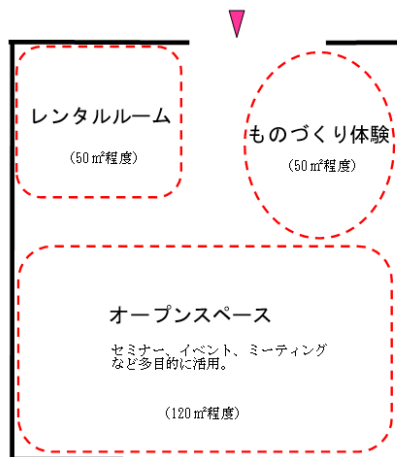 レンタルルーム
(50㎡程度)
ものづくり体験
(50㎡程度)
オープンスペース
セミナー、イベント、ミーティング
など多目的に活用。
(120㎡程度)